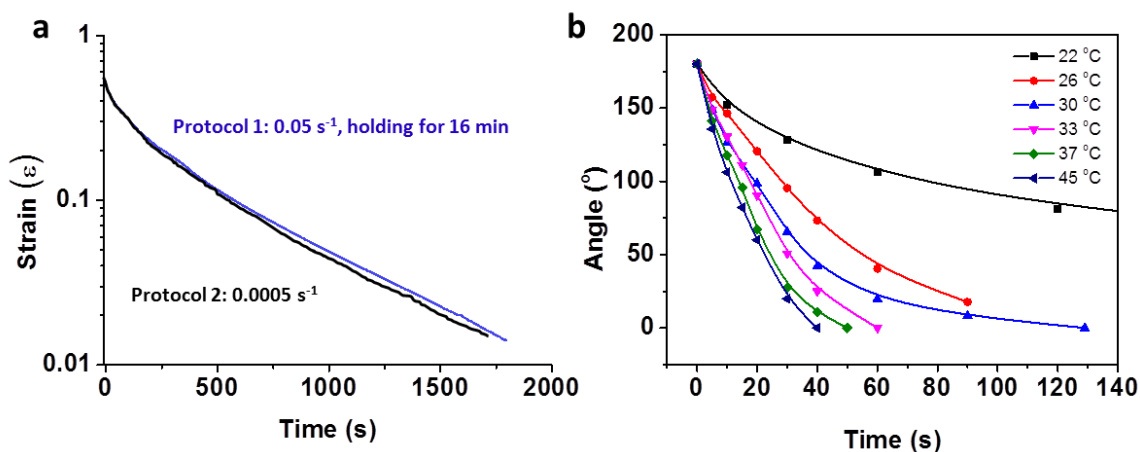 a
1
0.1
0.01
Strain (ε)
Protocol 1: 0.05 s⁻¹, holding for 16 min
Protocol 2: 0.0005 s⁻¹
0
500
1000
1500
2000
Time (s)
b
200
150
100
50
0
Angle (°)
22 °C
26 °C
30 °C
33 °C
37 °C
45 °C
0
20
40
60
80
100
120
140
Time (s)